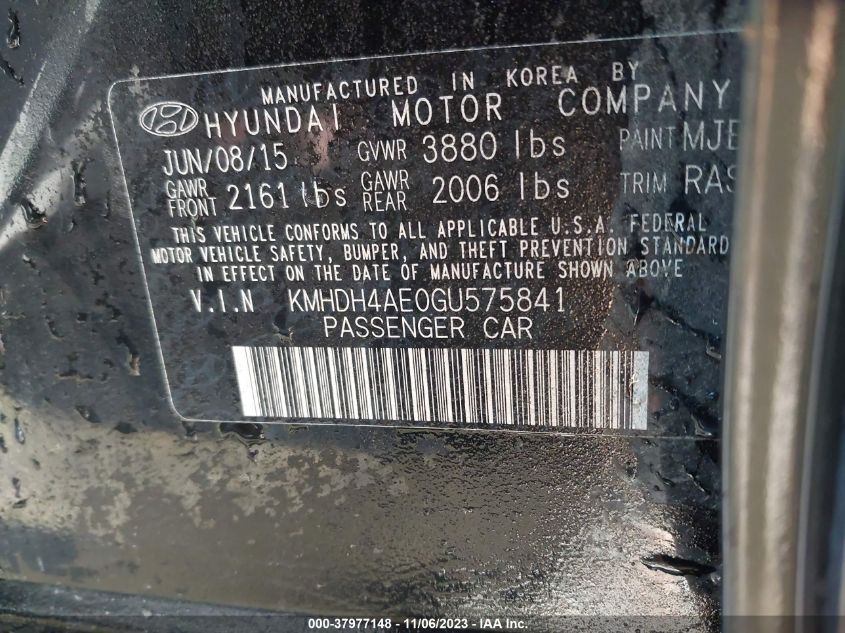 MANUFACTURED IN KOREA BY
HYUNDAI MOTOR COMPANY
JUN/08/15 GVWR 3880 lbs PAINT MJB
GAWR FRONT 2161 lbs GAWR REAR 2006 lbs TRIM RAS
THIS VEHICLE CONFORMS TO ALL APPLICABLE U.S.A. FEDERAL
MOTOR VEHICLE SAFETY, BUMPER, AND THEFT PREVENTION STANDARD
IN EFFECT ON THE DATE OF MANUFACTURE SHOWN ABOVE
V.I.N KMHDH4AE0GU575841
PASSENGER CAR
000-37977148 - 11/06/2023 - IAA Inc.